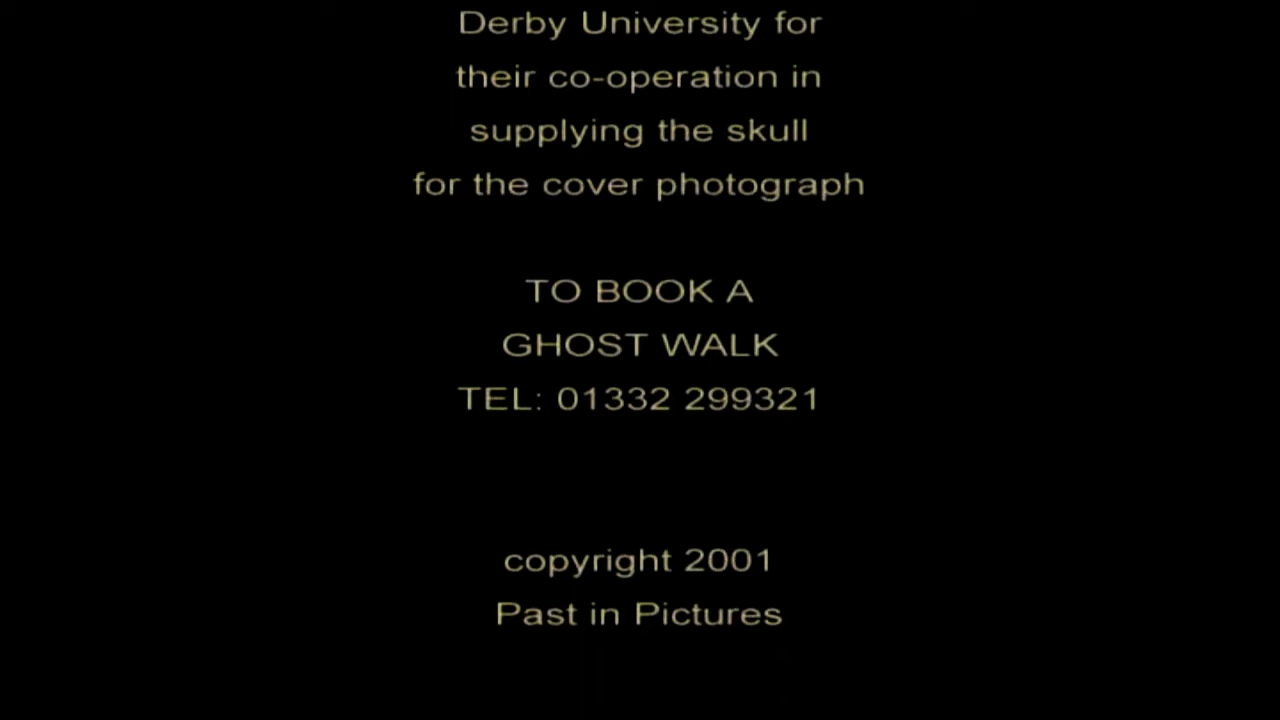 Derby University for
their co-operation in
supplying the skull
for the cover photograph
TO BOOK A
GHOST WALK
TEL: 01332 299321
copyright 2001
Past in Pictures